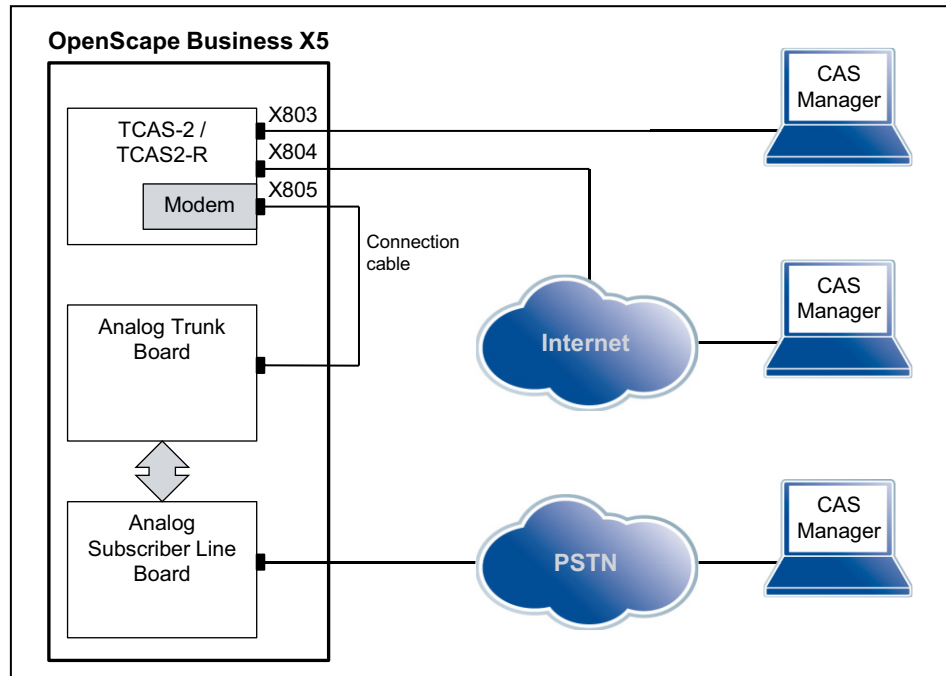 OpenScape Business X5
TCAS-2 /
TCAS2-R
X803
X804
X805
Modem
Connection
cable
Analog Trunk
Board
Analog
Subscriber Line
Board
CAS
Manager
Internet
CAS
Manager
PSTN
CAS
Manager